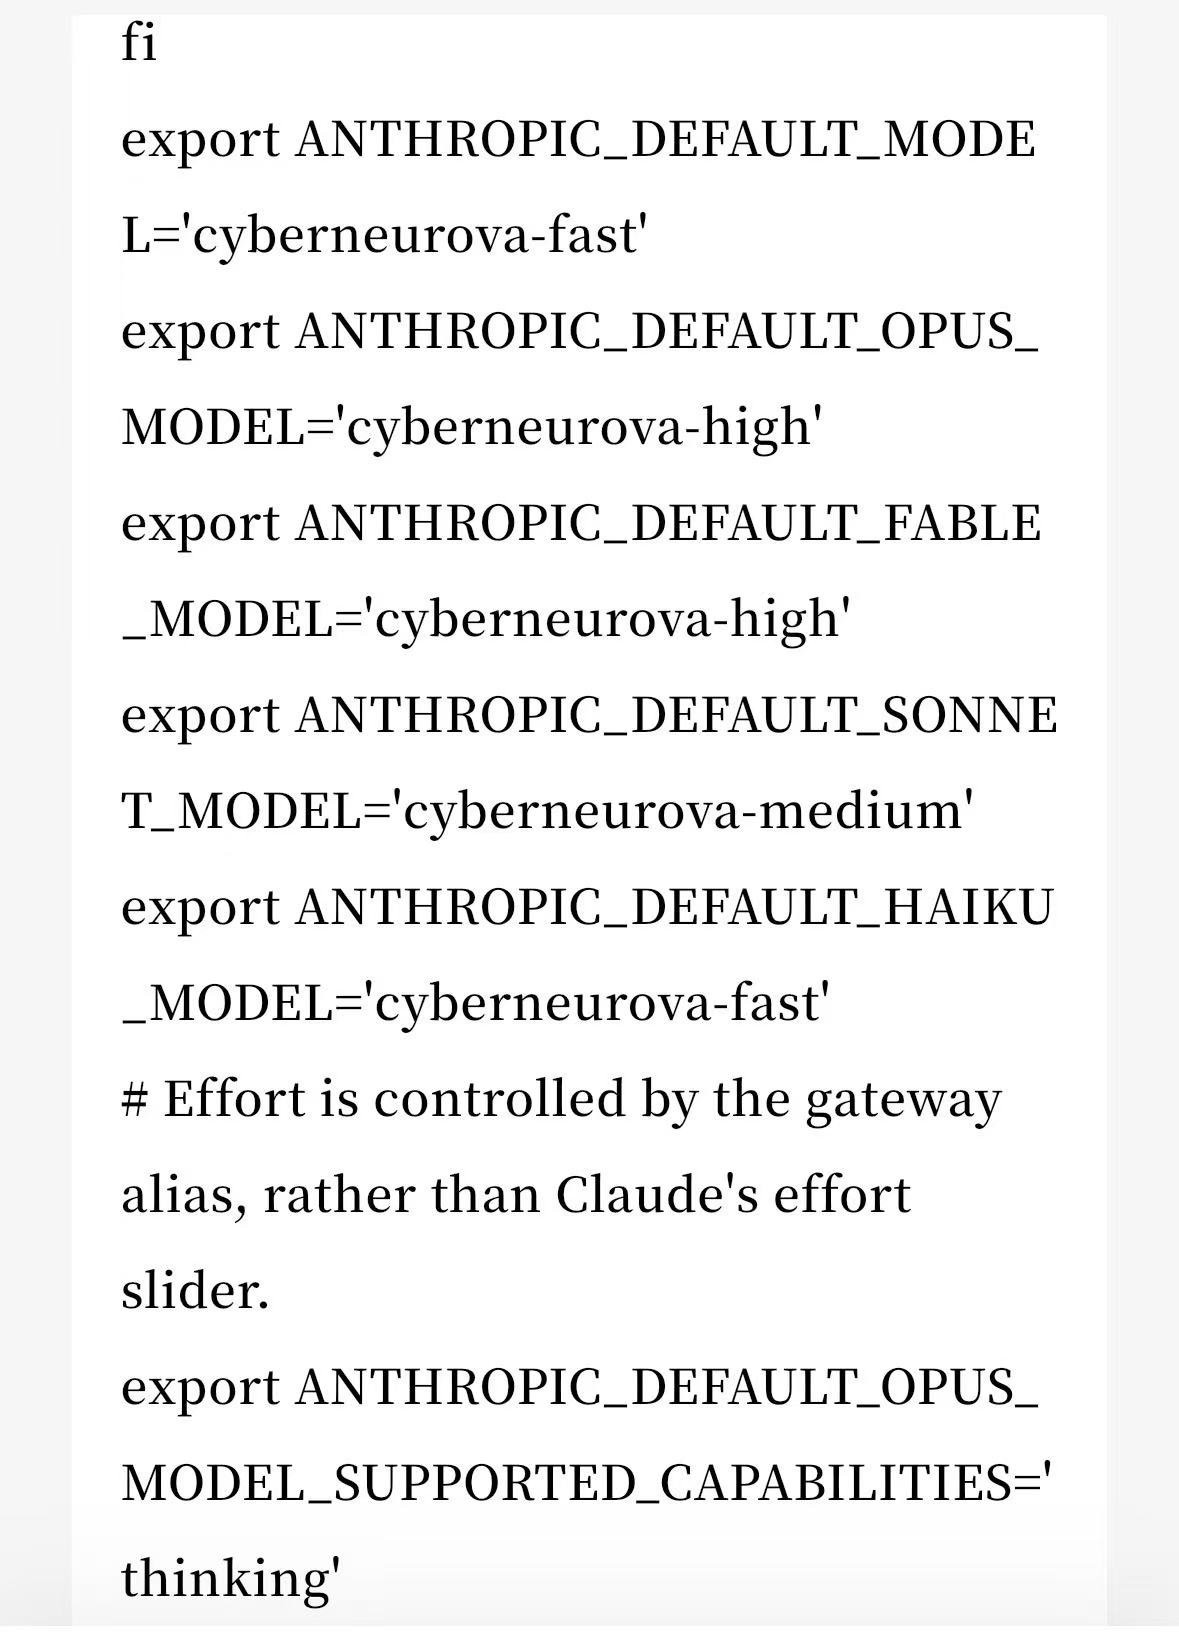 fi
export ANTHROPIC_DEFAULT_MODE
L='cyberneurova-fast'
export ANTHROPIC_DEFAULT_OPUS_
MODEL='cyberneurova-high'
export ANTHROPIC_DEFAULT_FABLE
_MODEL='cyberneurova-high'
export ANTHROPIC_DEFAULT_SONNE
T_MODEL='cyberneurova-medium'
export ANTHROPIC_DEFAULT_HAIKU
_MODEL='cyberneurova-fast'
# Effort is controlled by the gateway
alias, rather than Claude's effort
slider.
export ANTHROPIC_DEFAULT_OPUS_
MODEL_SUPPORTED_CAPABILITIES='
thinking'